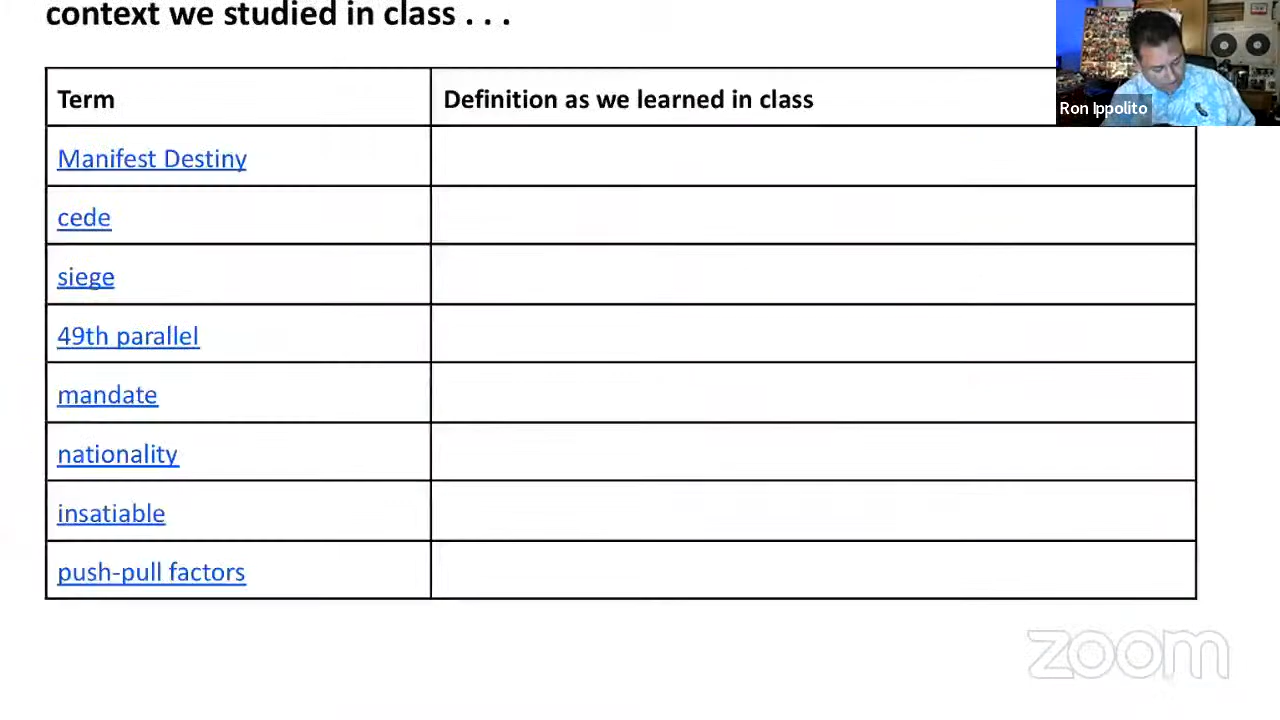 context we studied in class . . .
Term
Definition as we learned in class
Ron Ippolito
Manifest Destiny
cede
siege
49th parallel
mandate
nationality
insatiable
push-pull factors
zoom